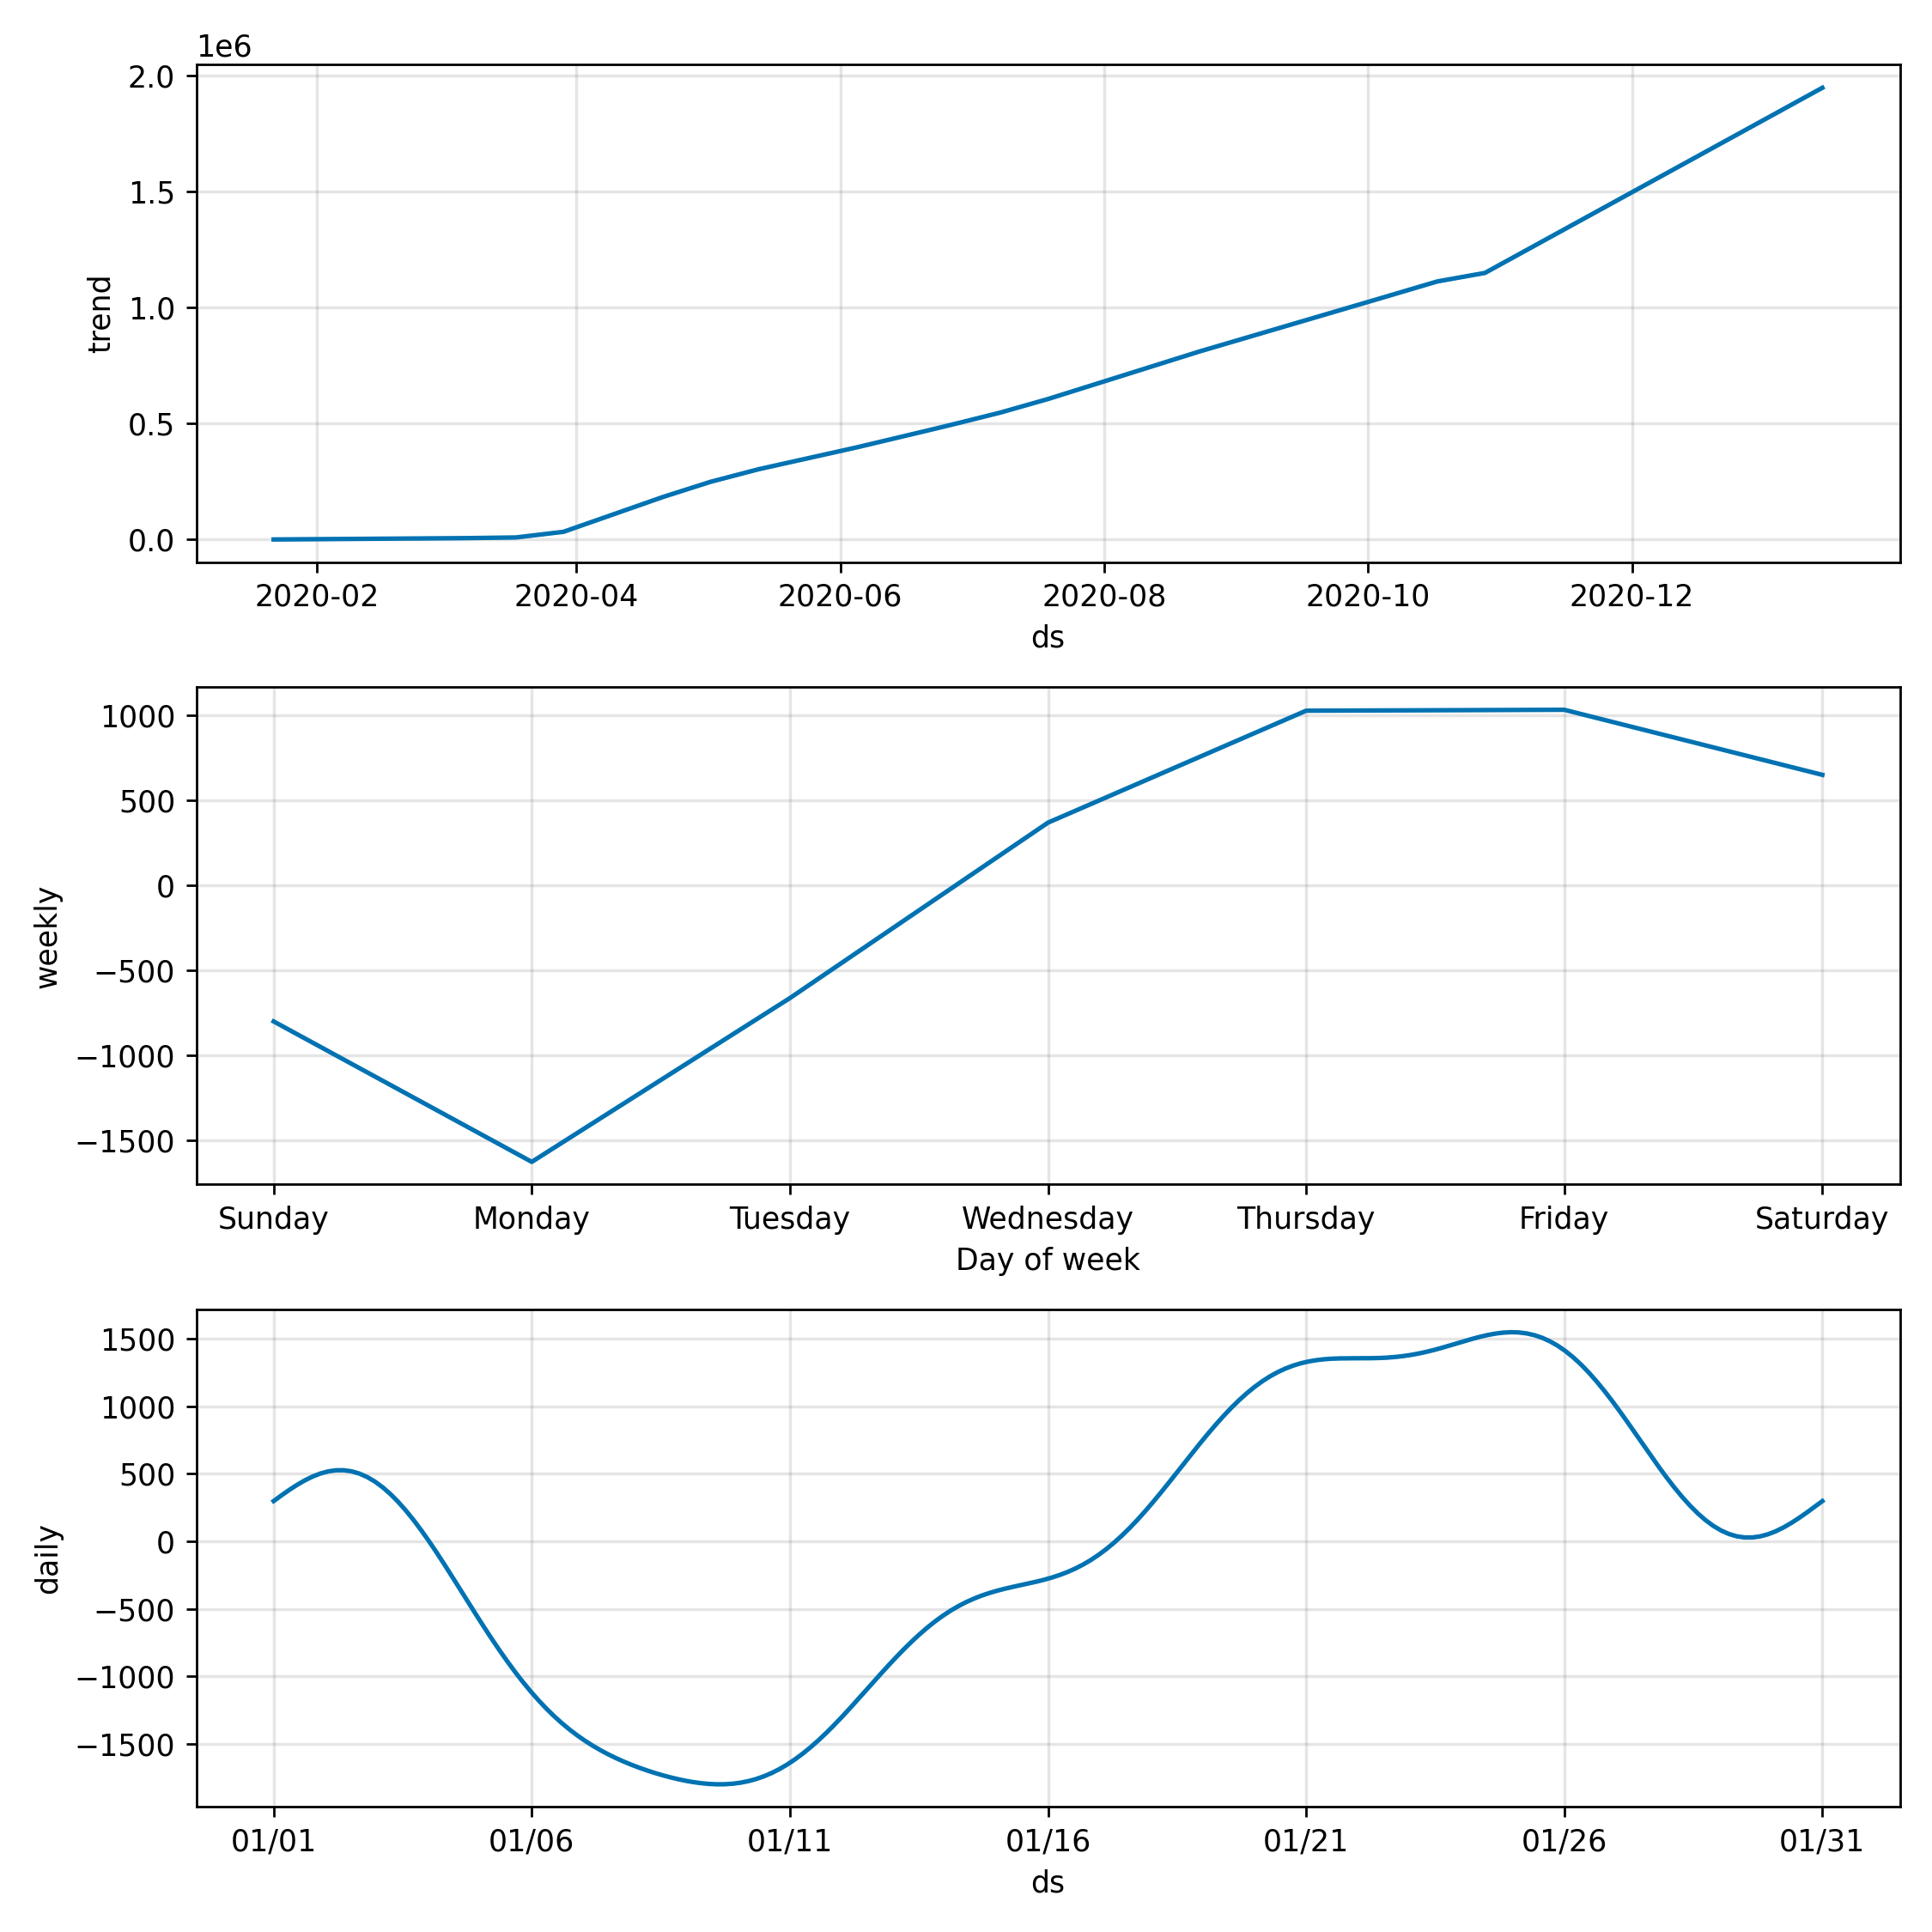 1e6
2.0
1.5
1.0
0.5
0.0
trend
2020-02 2020-04 2020-06 2020-08 2020-10 2020-12
ds
1000
500
0
−500
−1000
−1500
weekly
Sunday Monday Tuesday Wednesday Thursday Friday Saturday
Day of week
1500
1000
500
0
−500
−1000
−1500
daily
01/01 01/06 01/11 01/16 01/21 01/26 01/31
ds